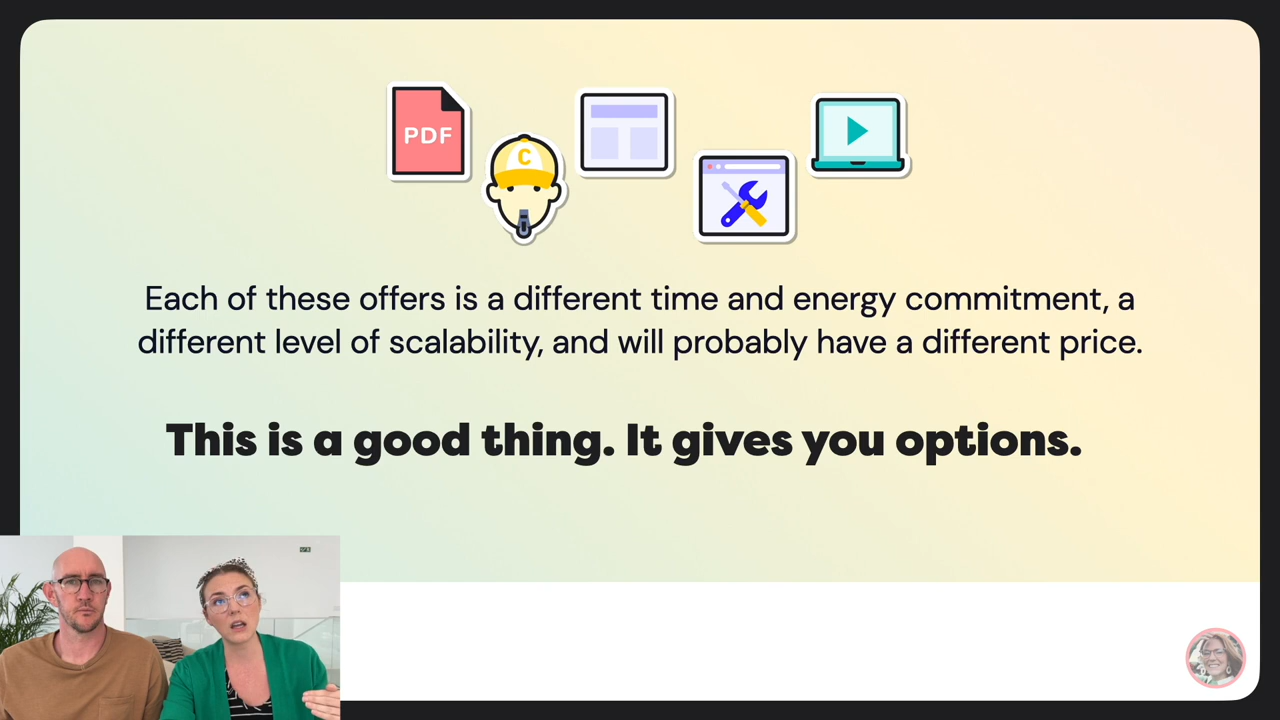 PDF
C
Each of these offers is a different time and energy commitment, a
different level of scalability, and will probably have a different price.
This is a good thing. It gives you options.